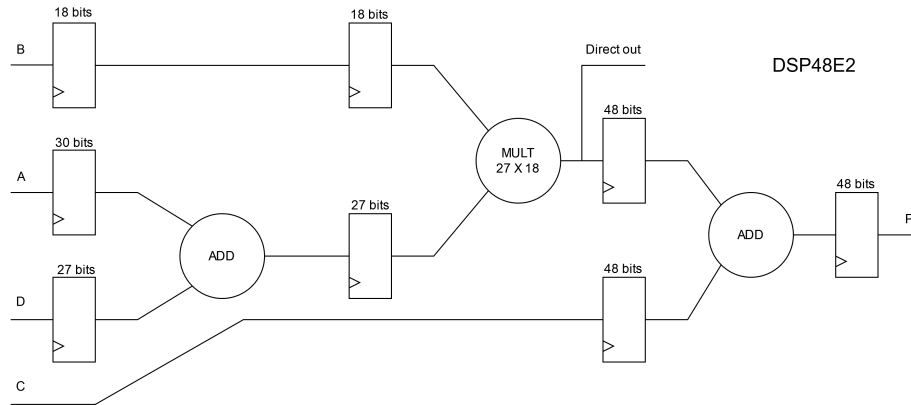 18 bits
18 bits
B
Direct out
DSP48E2
48 bits
MULT
27 X 18
30 bits
A
48 bits
27 bits
P
ADD
ADD
27 bits
48 bits
D
C